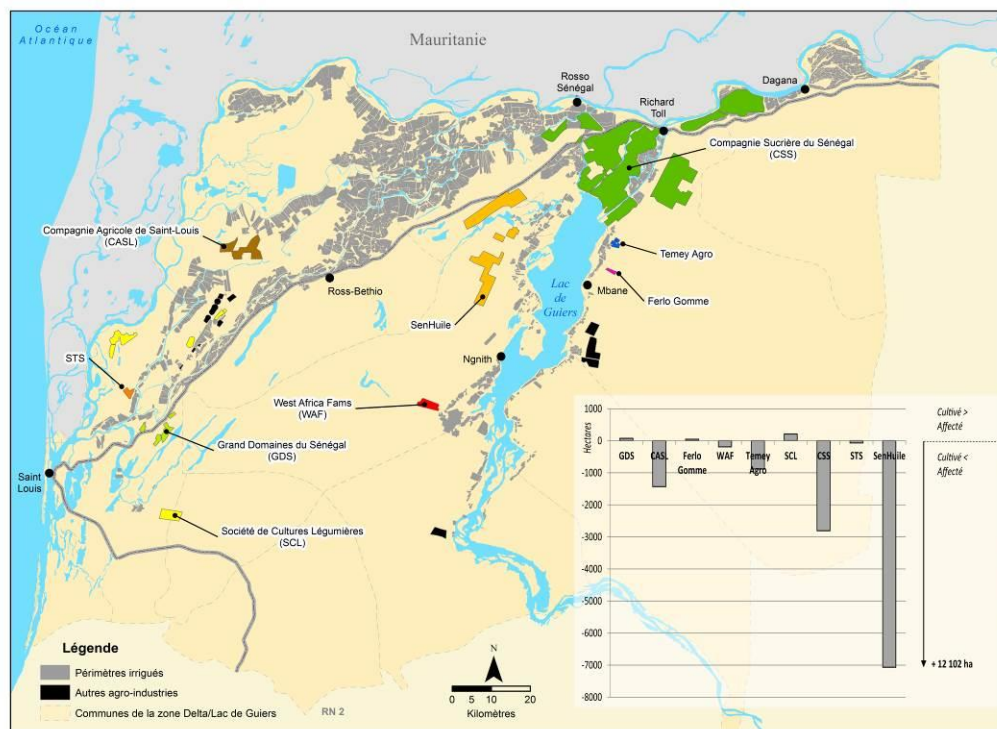 Océan
Atlantique
Mauritanie
Rosso
Sénégal
Dagana
Richard
Toll
Compagnie Sucrière du Sénégal
(CSS)
Compagnie Agricole de Saint-Louis
(CASL)
Temey Agro
Ross-Bethio
Lac
de
Guiers
Mbane
Ferlo Gomme
SenHuile
STS
Ngnith
West Africa Fams
(WAF)
Grand Domaines du Sénégal
(GDS)
Saint
Louis
Société de Cultures Légumières
(SCL)
Hectares
1000
0
-1000
-2000
-3000
-4000
-5000
-6000
-7000
-8000
GDS
CASL
Ferlo
Gomme
WAF
Temey
Agro
SCL
CSS
STS
SenHuile
Cultivé >
Affecté
Cultivé <
Affecté
+ 12 102 ha
Légende
Périmètres irrigués
Autres agro-industries
Communes de la zone Delta/Lac de Guiers
RN 2
N
0 10 20
Kilomètres